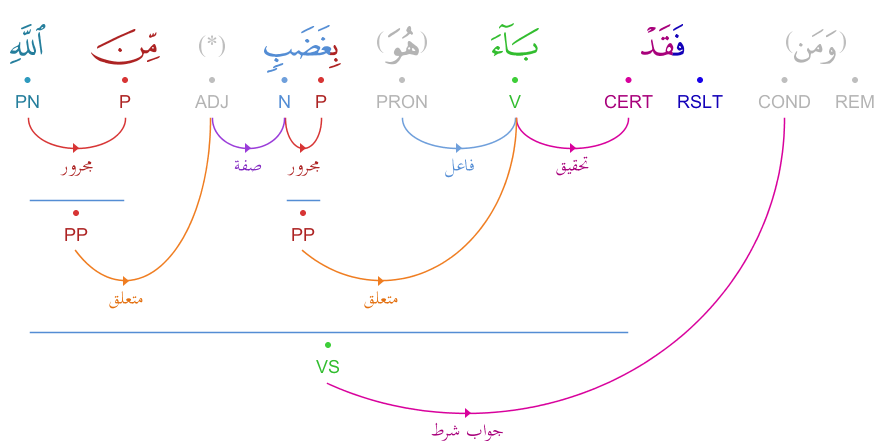 (وَمَن) فَقَدْ بَآءَ (هُوَ) بِغَضَبٍ (*) مِّنَ ٱللَّهِ
REM COND RSLT CERT V PRON P N ADJ P PN
تحقيق فاعل مجرور صفة مجرور
PP PP
متعلق متعلق
VS
جواب شرط